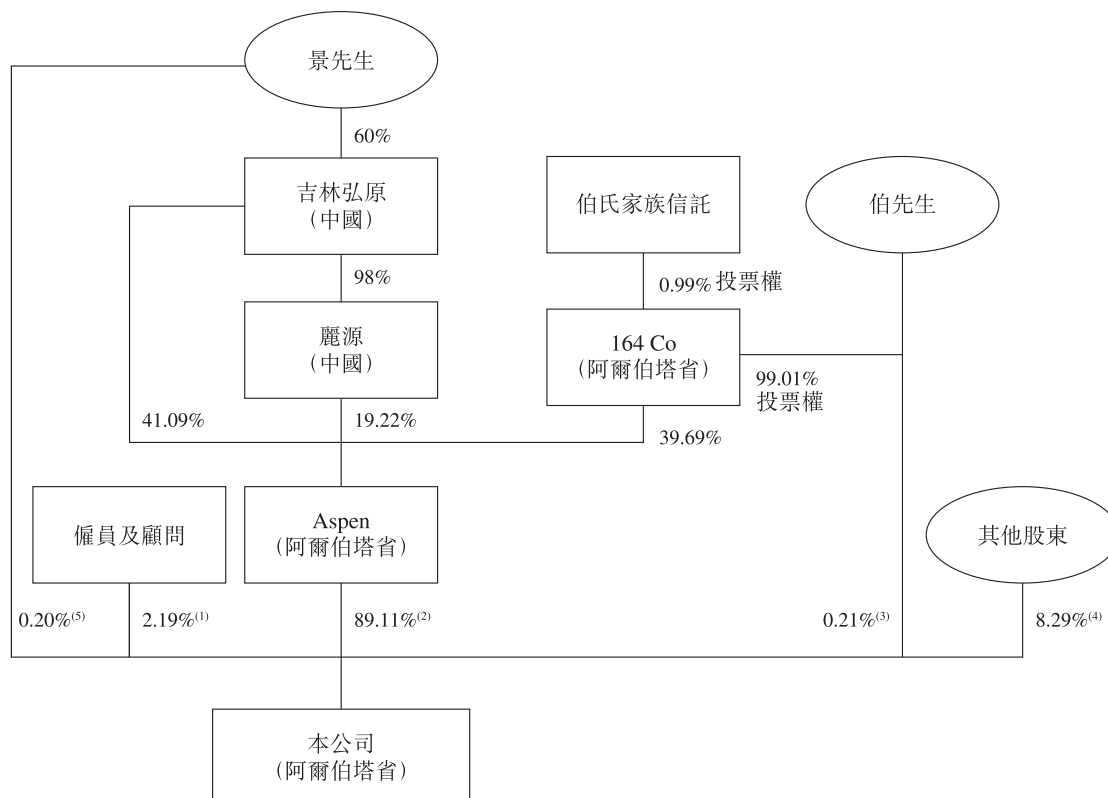 景先生
60%
吉林弘原
（中國）
伯氏家族信託
伯先生
98%
0.99% 投票權
麗源
（中國）
164 Co
（阿爾伯塔省）
99.01%
投票權
41.09%
19.22%
39.69%
僱員及顧問
Aspen
（阿爾伯塔省）
其他股東
0.20%(5)
2.19%(1)
89.11%(2)
0.21%(3)
8.29%(4)
本公司
（阿爾伯塔省）